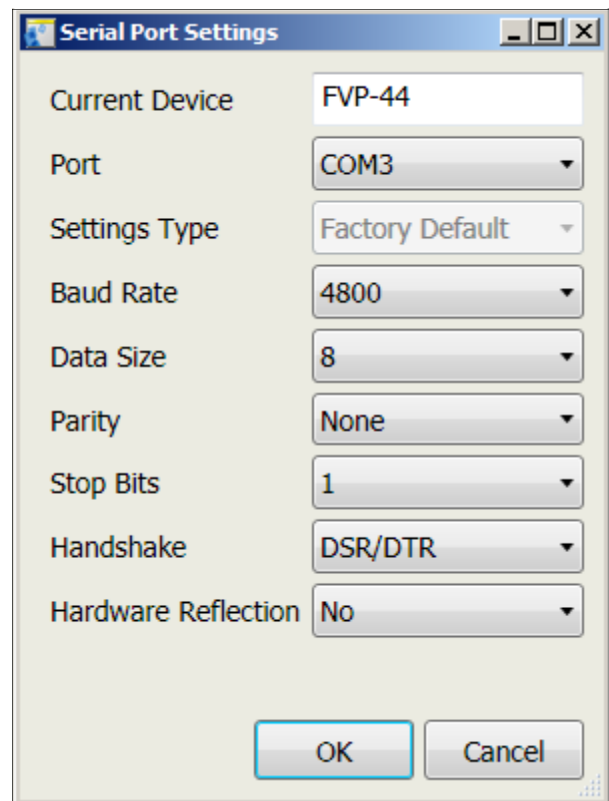 Serial Port Settings
Current Device FVP-44
Port COM3
Settings Type Factory Default
Baud Rate 4800
Data Size 8
Parity None
Stop Bits 1
Handshake DSR/DTR
Hardware Reflection No
OK Cancel